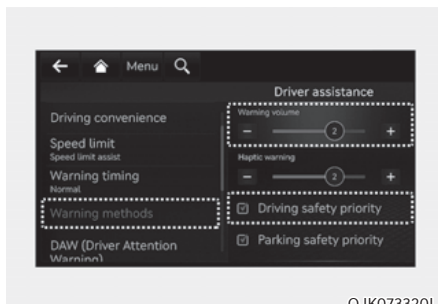 Menu
Driver assistance
Driving convenience
Speed limit
Speed limit assist
Warning timing
Normal
Warning methods
DAW (Driver Attention
Warning)
Warning volume
− 2 +
Haptic warning
− 2 +
Driving safety priority
Parking safety priority
OJK073320L